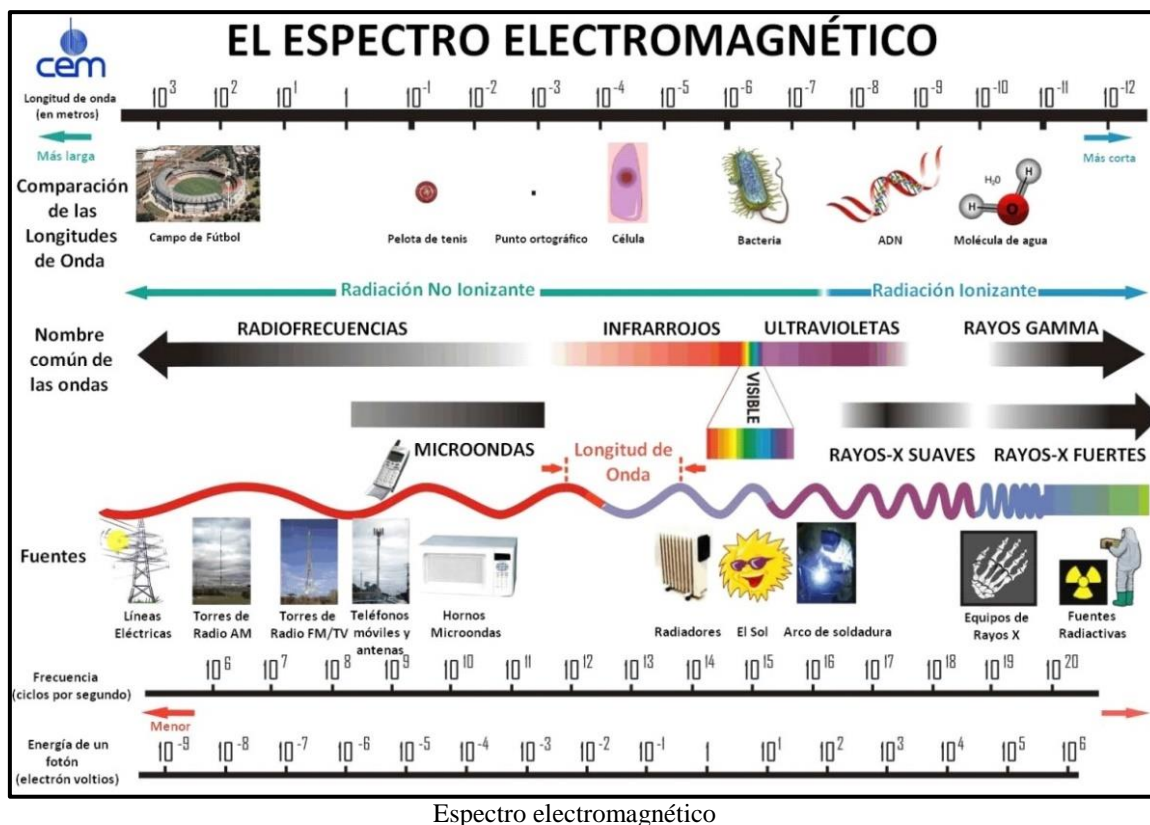 EL ESPECTRO ELECTROMAGNÉTICO
cem
Longitud de onda
(en metros)
10³ 10² 10¹ 1 10⁻¹ 10⁻² 10⁻³ 10⁻⁴ 10⁻⁵ 10⁻⁶ 10⁻⁷ 10⁻⁸ 10⁻⁹ 10⁻¹⁰ 10⁻¹¹ 10⁻¹²
Más larga
Más corta
Comparación
de las
Longitudes
de Onda
H₂0
H
H
O
Campo de Fútbol
Pelota de tenis
Punto ortográfico
Célula
Bacteria
ADN
Molécula de agua
Radiación No Ionizante
Radiación Ionizante
Nombre
común de
las ondas
RADIOFRECUENCIAS
INFRARROJOS
ULTRAVIOLETAS
RAYOS GAMMA
VISIBLE
MICROONDAS
Longitud de
Onda
RAYOS-X SUAVES
RAYOS-X FUERTES
Fuentes
Líneas
Eléctricas
Torres de
Radio AM
Torres de
Radio FM/TV
Teléfonos
móviles y
antenas
Hornos
Microondas
Radiadores
El Sol
Arco de soldadura
Equipos de
Rayos X
Fuentes
Radiactivas
Frecuencia
(ciclos por segundo)
10⁶ 10⁷ 10⁸ 10⁹ 10¹⁰ 10¹¹ 10¹² 10¹³ 10¹⁴ 10¹⁵ 10¹⁶ 10¹⁷ 10¹⁸ 10¹⁹ 10²⁰
Menor
Energía de un
fotón
(electrón voltios)
10⁻⁹ 10⁻⁸ 10⁻⁷ 10⁻⁶ 10⁻⁵ 10⁻⁴ 10⁻³ 10⁻² 10⁻¹ 1 10¹ 10² 10³ 10⁴ 10⁵ 10⁶
Espectro electromagnético